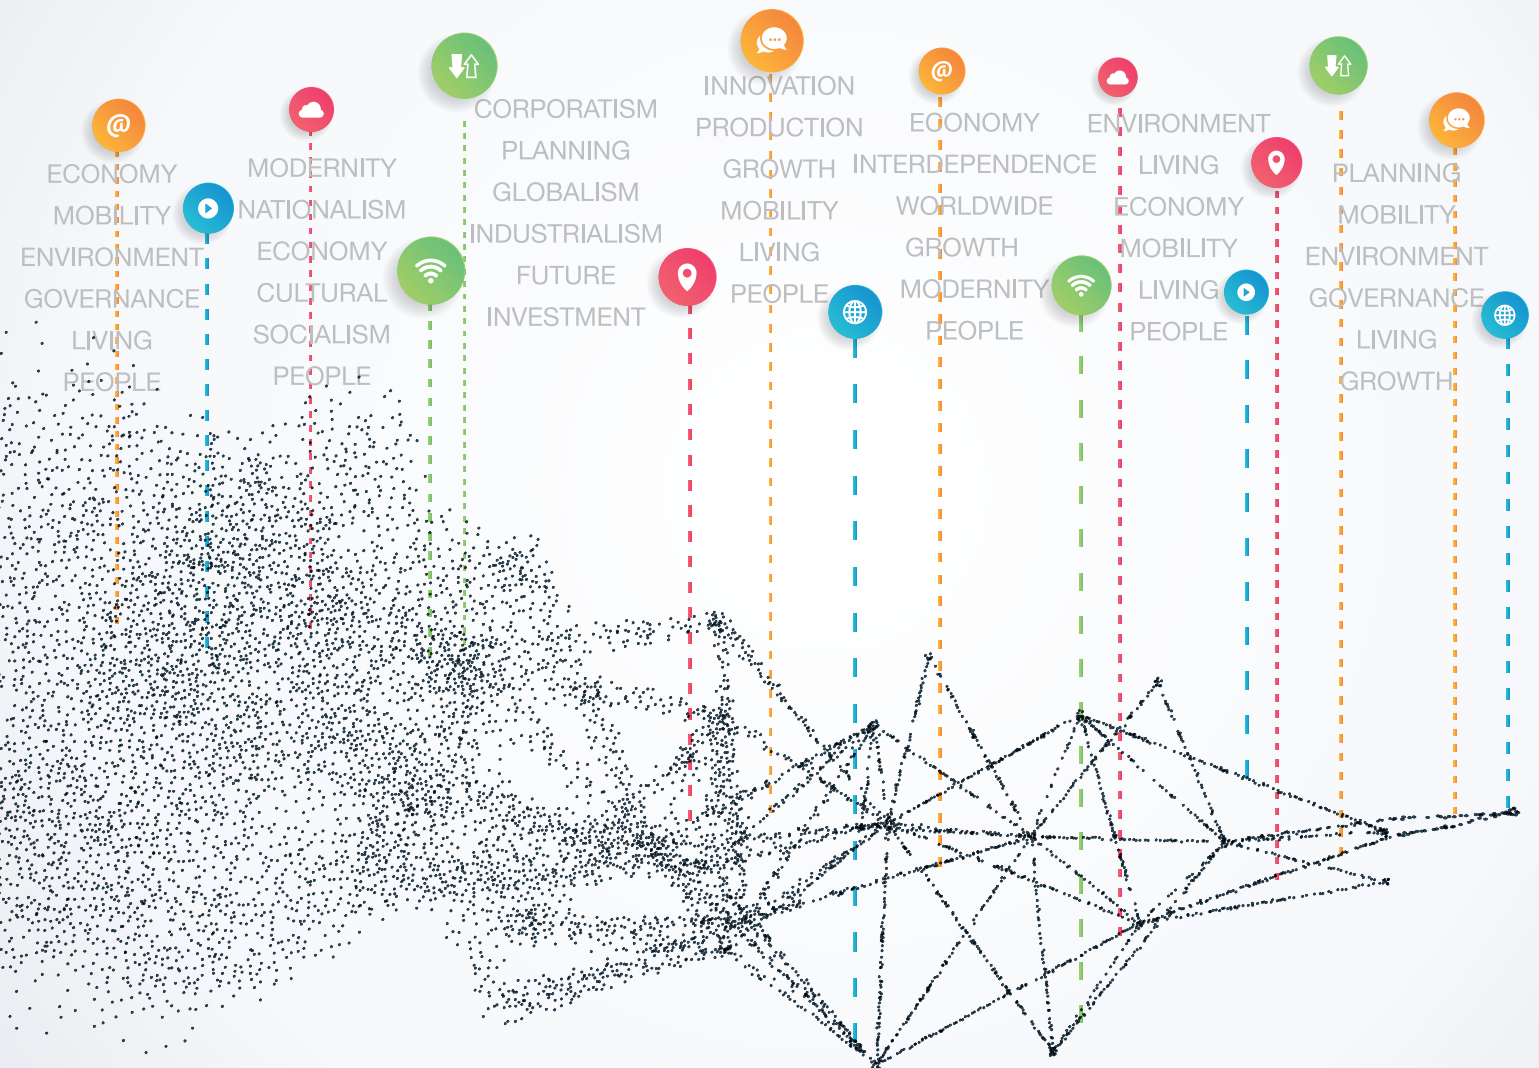 ECONOMY
MOBILITY
ENVIRONMENT
GOVERNANCE
LIVING
PEOPLE
MODERNITY
NATIONALISM
ECONOMY
CULTURAL
SOCIALISM
PEOPLE
CORPORATISM
PLANNING
GLOBALISM
INDUSTRIALISM
FUTURE
INVESTMENT
INNOVATION
PRODUCTION
GROWTH
MOBILITY
LIVING
PEOPLE
ECONOMY
INTERDEPENDENCE
WORLDWIDE
GROWTH
MODERNITY
PEOPLE
ENVIRONMENT
LIVING
ECONOMY
MOBILITY
LIVING
PEOPLE
PLANNING
MOBILITY
ENVIRONMENT
GOVERNANCE
LIVING
GROWTH